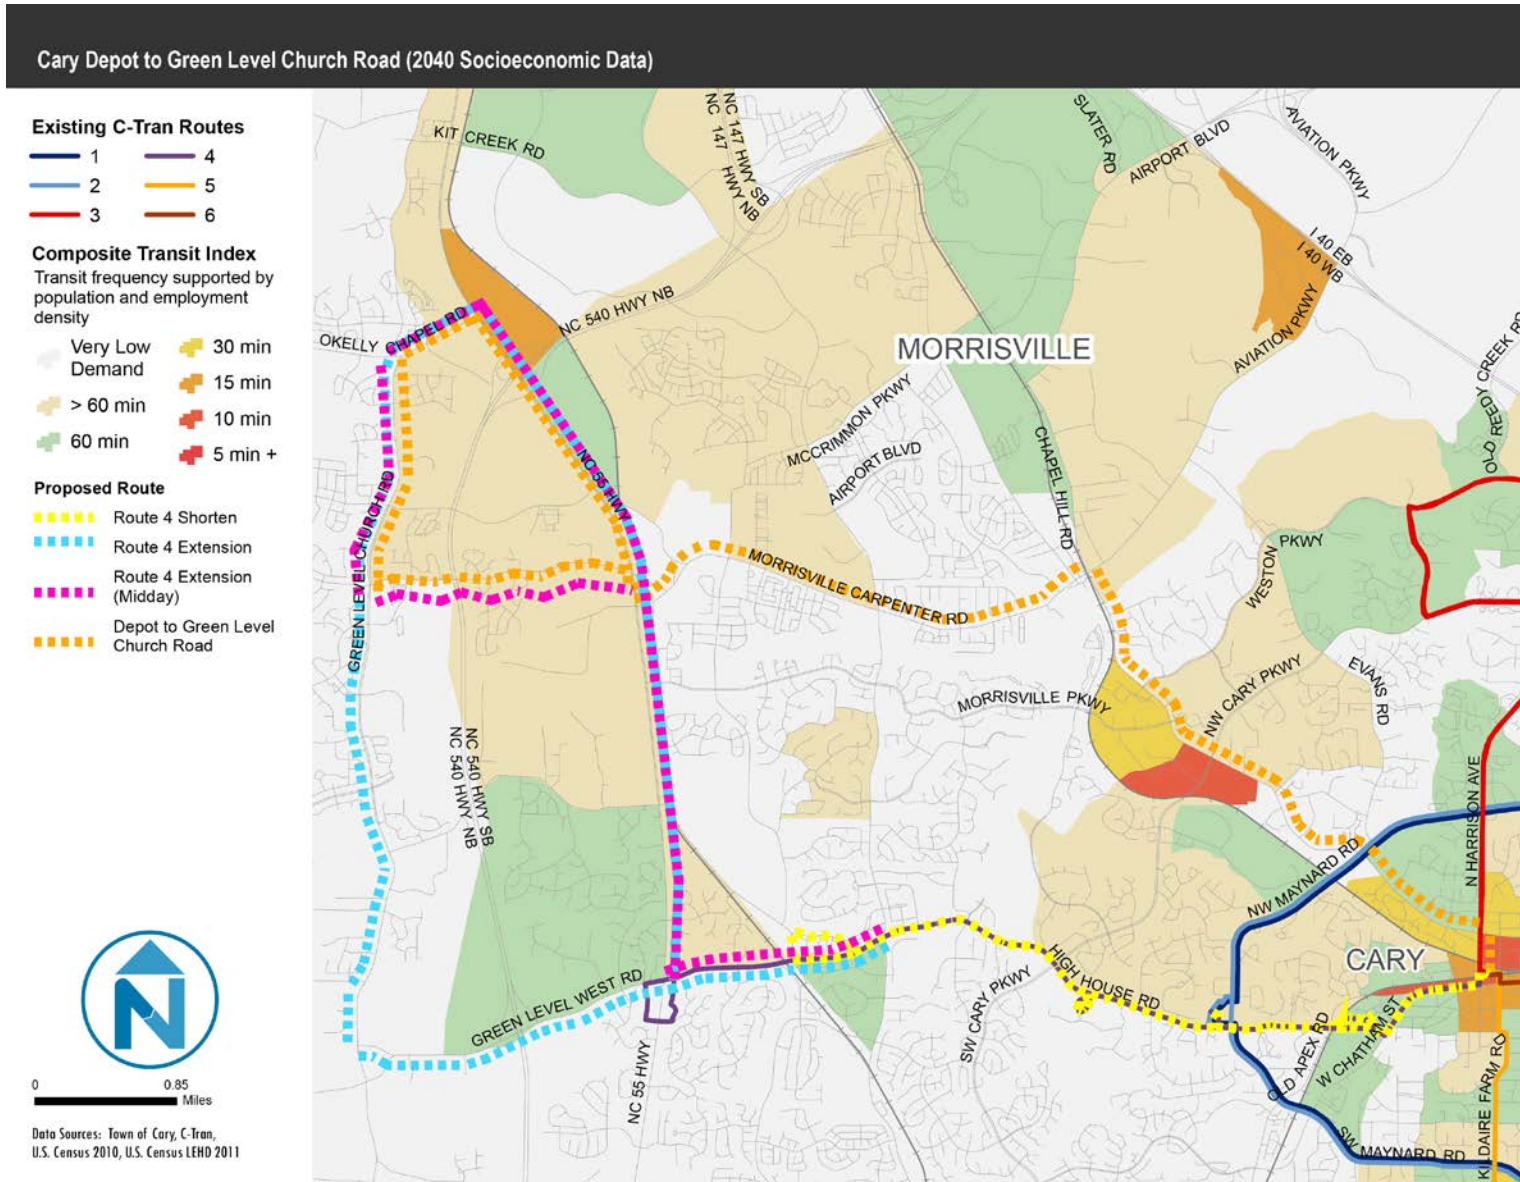 Cary Depot to Green Level Church Road (2040 Socioeconomic Data)
Existing C-Tran Routes
1
4
2
5
3
6
Composite Transit Index
Transit frequency supported by
population and employment
density
Very Low
Demand
30 min
15 min
> 60 min
10 min
60 min
5 min +
Proposed Route
Route 4 Shorten
Route 4 Extension
Route 4 Extension
(Midday)
Depot to Green Level
Church Road
N
0
0.85
Miles
Data Sources: Town of Cary, C-Tran,
U.S. Census 2010, U.S. Census LEHD 2011
KIT CREEK RD
NC 147 HWY SB
NC 147 HWY NB
SLATER RD
AIRPORT BLVD
AVIATION PKWY
I 40 EB
I 40 WB
AVIATION PKWY
NC 540 HWY NB
OKELLY CHAPEL RD
MORRISVILLE
OLD REEDY CREEK RD
MCCRIMMON PKWY
AIRPORT BLVD
CHAPEL HILL RD
NC 55 HWY
GREEN LEVEL CHURCH RD
WESTON
PKWY
MORRISVILLE CARPENTER RD
EVANS RD
NW CARY PKWY
MORRISVILLE PKWY
NC 540 HWY SB
NC 540 HWY NB
N HARRISON AVE
NW MAYNARD RD
CARY
HIGH HOUSE RD
SW CARY PKWY
GREEN LEVEL WEST RD
NC 55 HWY
OLD APEX RD
W CHATHAM ST
KILDAIRE FARM RD
SW MAYNARD RD